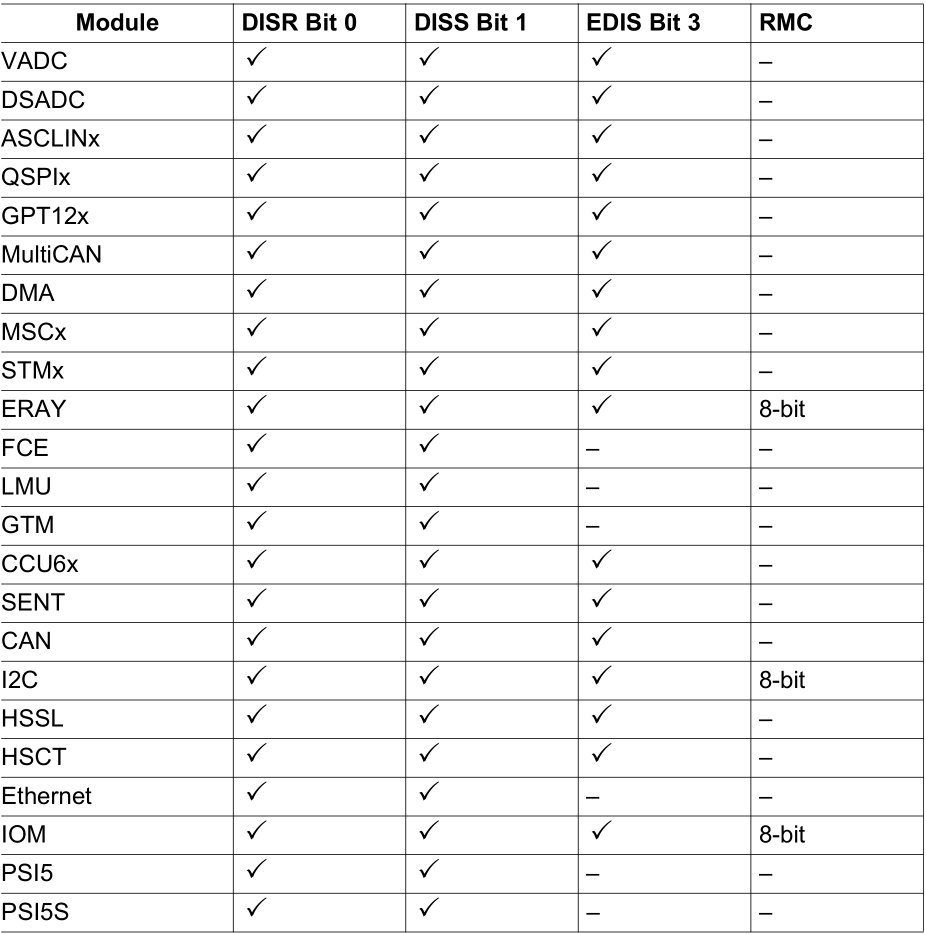 Module DISR Bit 0 DISS Bit 1 EDIS Bit 3 RMC
VADC ✓ ✓ ✓ –
DSADC ✓ ✓ ✓ –
ASCLINx ✓ ✓ ✓ –
QSPIx ✓ ✓ ✓ –
GPT12x ✓ ✓ ✓ –
MultiCAN ✓ ✓ ✓ –
DMA ✓ ✓ ✓ –
MSCx ✓ ✓ ✓ –
STMx ✓ ✓ ✓ –
ERAY ✓ ✓ ✓ 8-bit
FCE ✓ ✓ – –
LMU ✓ ✓ – –
GTM ✓ ✓ – –
CCU6x ✓ ✓ ✓ –
SENT ✓ ✓ ✓ –
CAN ✓ ✓ ✓ –
I2C ✓ ✓ ✓ 8-bit
HSSL ✓ ✓ ✓ –
HSCT ✓ ✓ ✓ –
Ethernet ✓ ✓ – –
IOM ✓ ✓ ✓ 8-bit
PSI5 ✓ ✓ – –
PSI5S ✓ ✓ – –